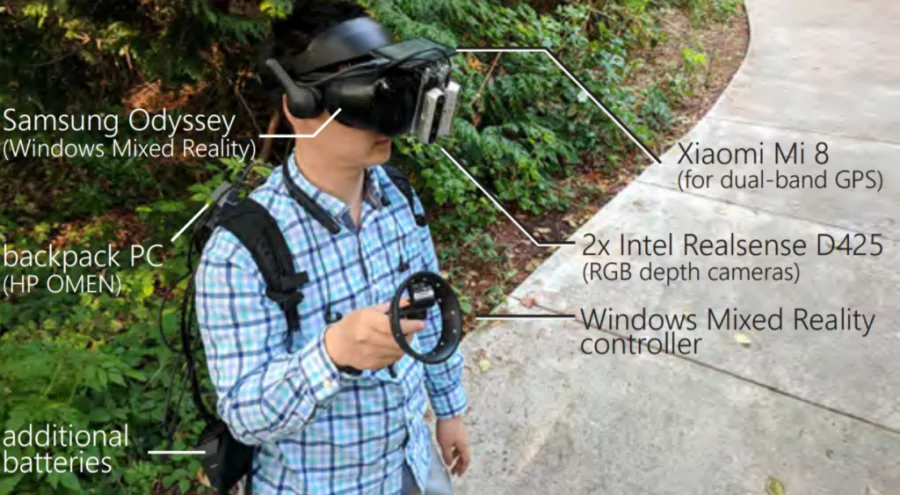 Samsung Odyssey
(Windows Mixed Reality)
Xiaomi Mi 8
(for dual-band GPS)
backpack PC
(HP OMEN)
2x Intel Realsense D425
(RGB depth cameras)
Windows Mixed Reality
controller
additional
batteries